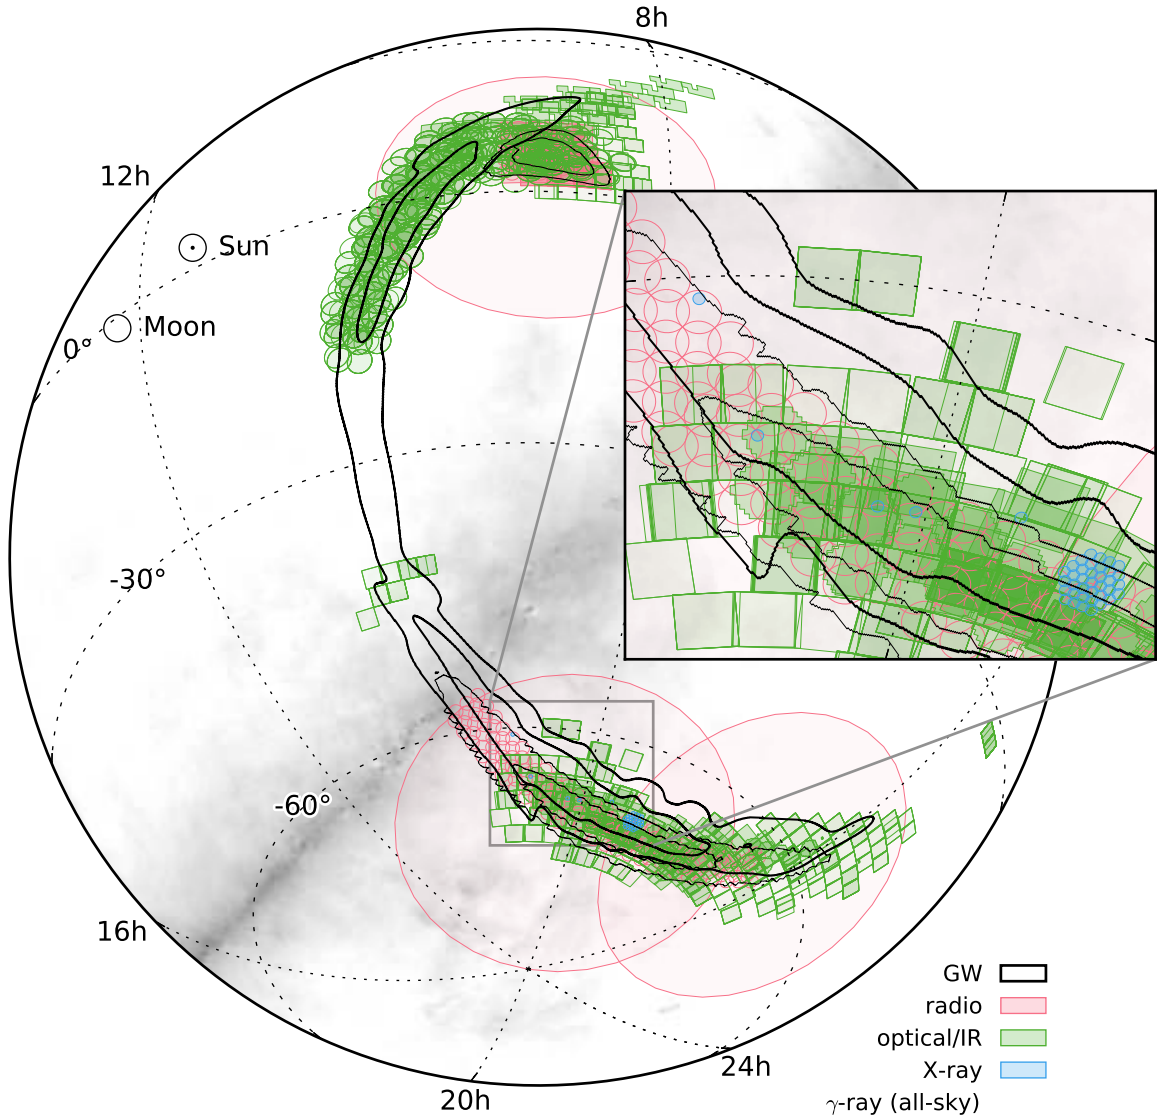 8h
12h
Sun
Moon
0°
-30°
-60°
16h
GW
radio
optical/IR
X-ray
γ-ray (all-sky)
24h
20h